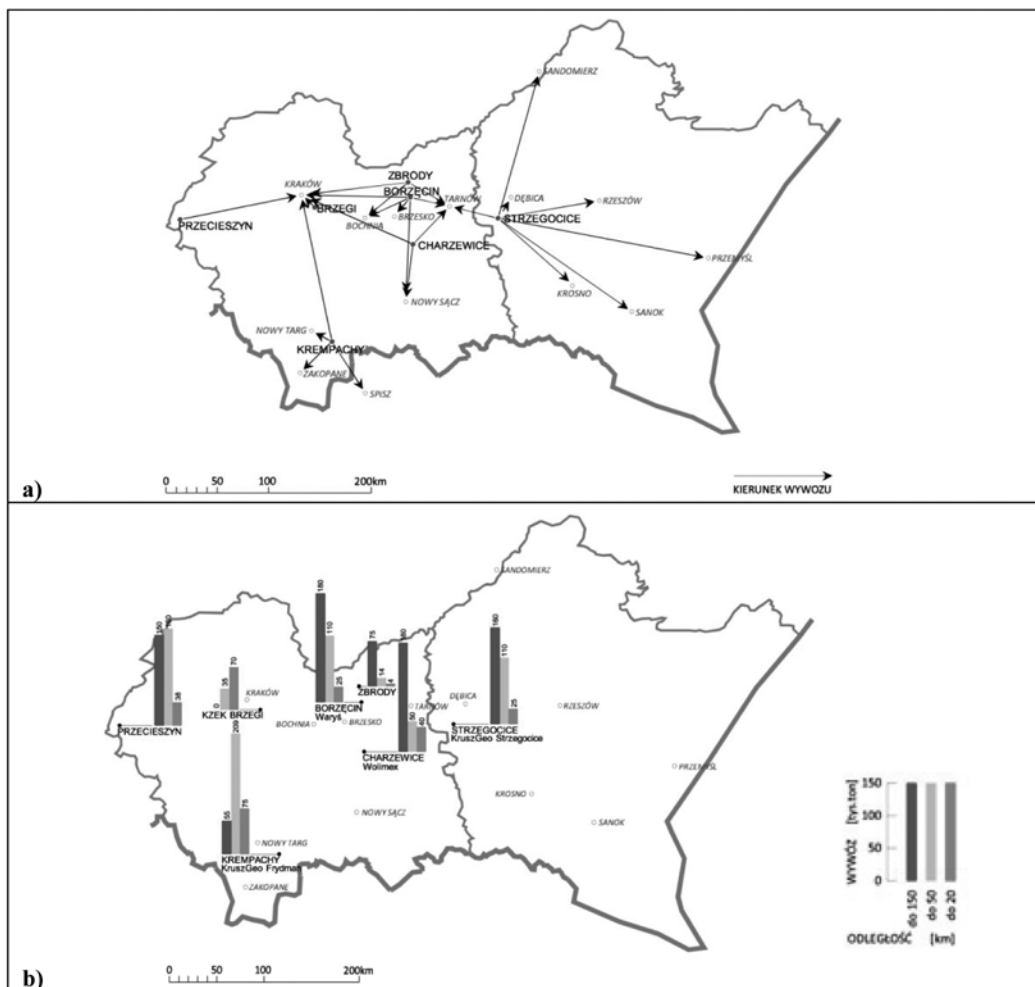 SANDOMIERZ
ZBRODY
KRAKÓW
BORZĘCIN
TARNÓW
DĘBICA
RZESZÓW
BRZEGI
BRZESKO
BOCHNIA
PRZECIESZYN
STRZEGOCICE
CHARZEWICE
PRZEMYŚL
KROSNO
NOWY SĄCZ
SANOK
NOWY TARG
KREMPACHY
ZAKOPANE
SPISZ
0 50 100 200km
a)
KIERUNEK WYWOZU
SANDOMIERZ
180
110
25
75
14
4
160
110
25
38
0
35
70
KRAKÓW
KZEK BRZEGI
PRZECIESZYN
BORZĘCIN
Waryś
ZBRODY
TARNÓW
50
40
BOCHNIA
BRZESKO
DĘBICA
RZESZÓW
STRZĘGOCICE
KruszGeo Strzegocice
CHARZEWICE
Wolimex
209
55
75
PRZEMYŚL
KROSNO
NOWY SĄCZ
SANOK
NOWY TARG
KREMPACHY
KruszGeo Frydman
ZAKOPANE
WYWÓZ [tys.ton]
150
100
50
0
do 150
do 50
do 20
ODLEGŁOŚĆ [km]
0 50 100 200km
b)